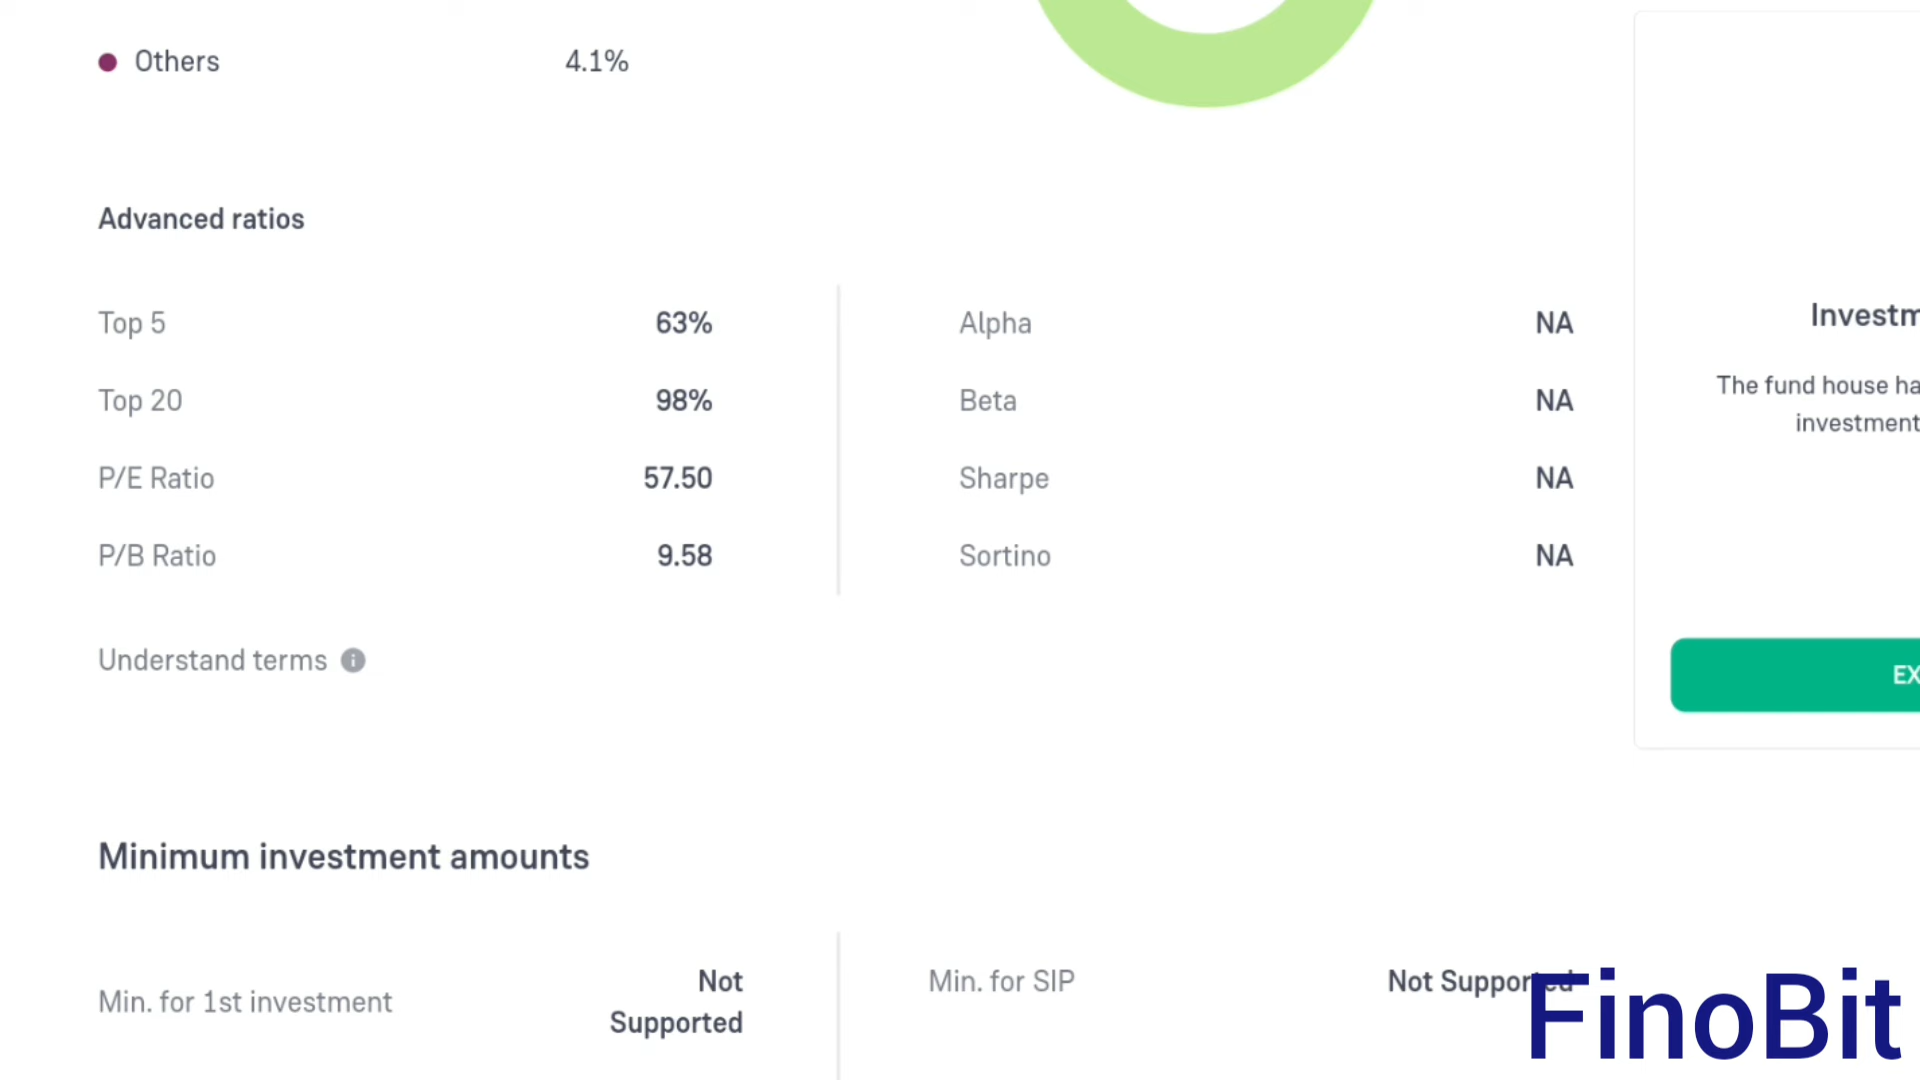 Others 4.1%
Advanced ratios
Top 5 63%
Top 20 98%
P/E Ratio 57.50
P/B Ratio 9.58
Alpha NA
Beta NA
Sharpe NA
Sortino NA
Understand terms
Investm
The fund house ha
investment
EX
Minimum investment amounts
Min. for 1st investment Not
Supported
Min. for SIP Not Supported
FinoBit